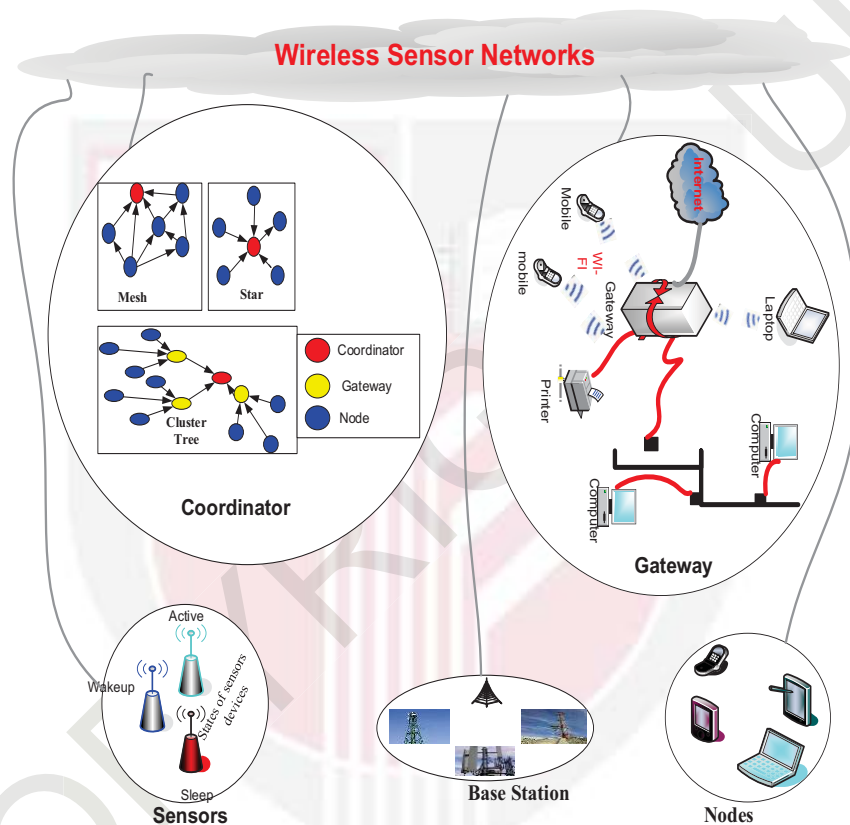 Wireless Sensor Networks
Mesh
Star
Cluster
Tree
Coordinator
Gateway
Node
Coordinator
Internet
Mobile
mobile
WI-
FI
Gateway
Laptop
Printer
Computer
Computer
Gateway
Active
Wakeup
States of sensors
devices
Sleep
Sensors
Base Station
Nodes